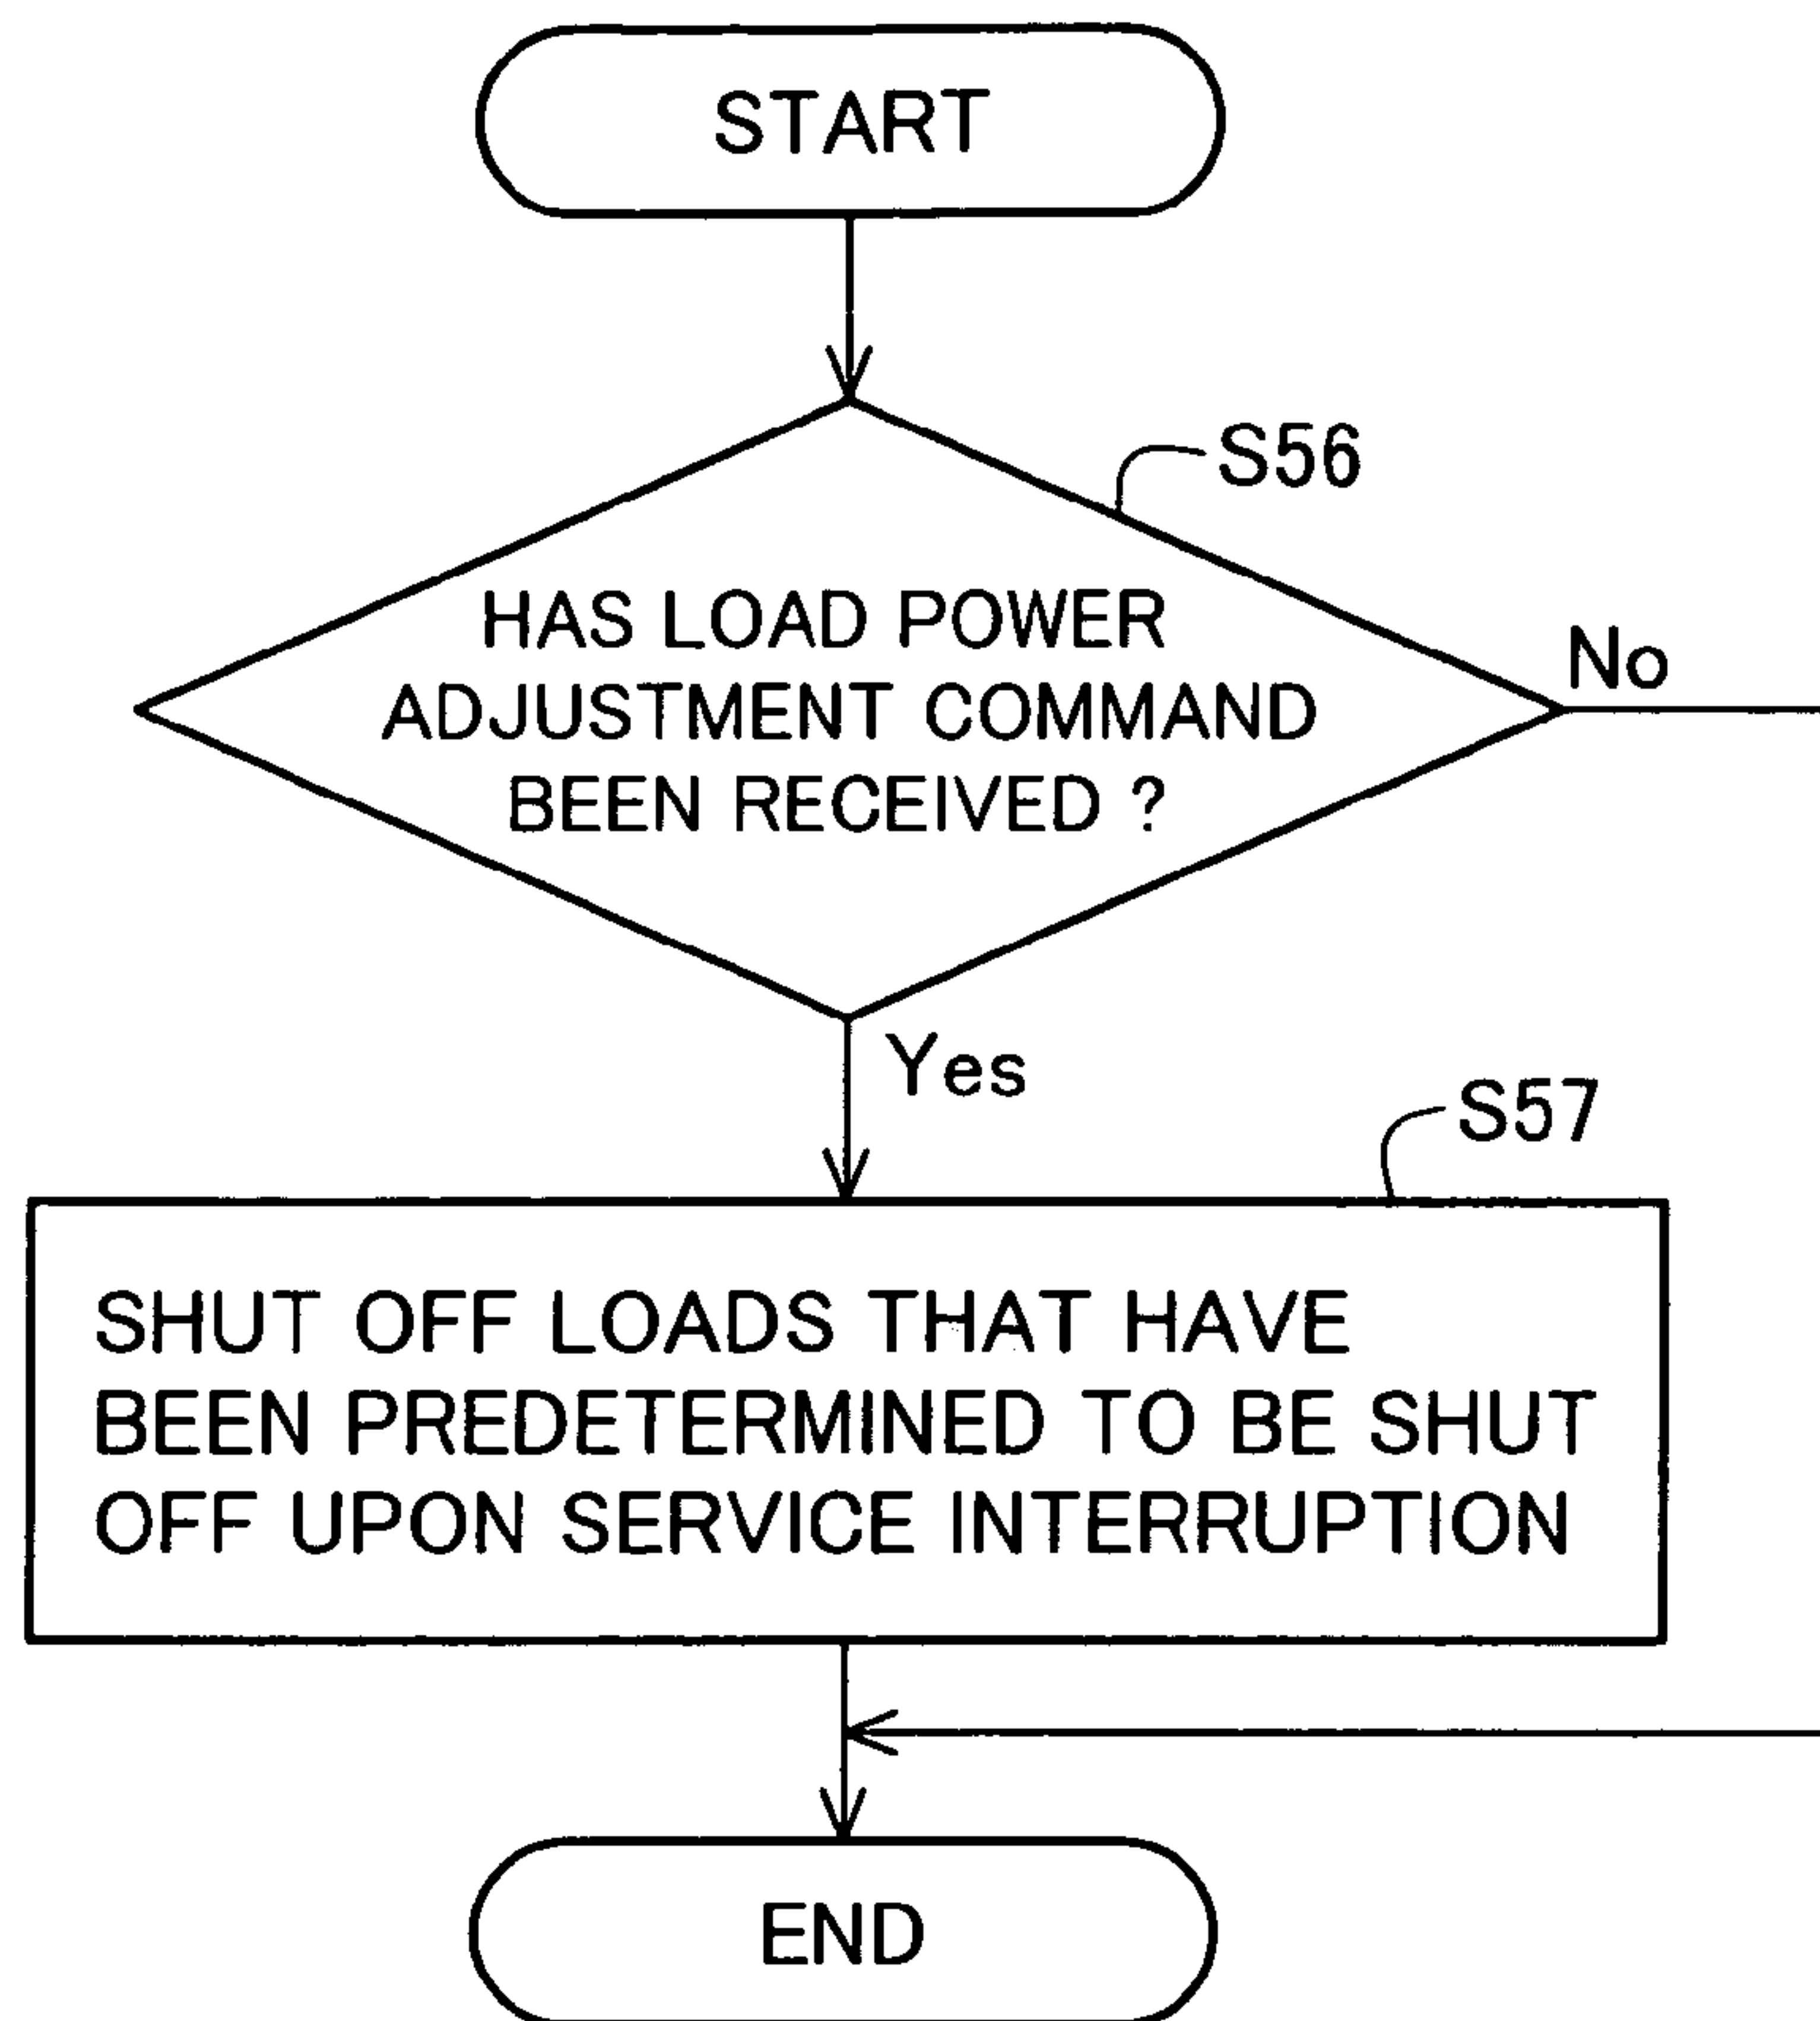 START
S56
HAS LOAD POWER
ADJUSTMENT COMMAND
BEEN RECEIVED ?
No
Yes
S57
SHUT OFF LOADS THAT HAVE
BEEN PREDETERMINED TO BE SHUT
OFF UPON SERVICE INTERRUPTION
END